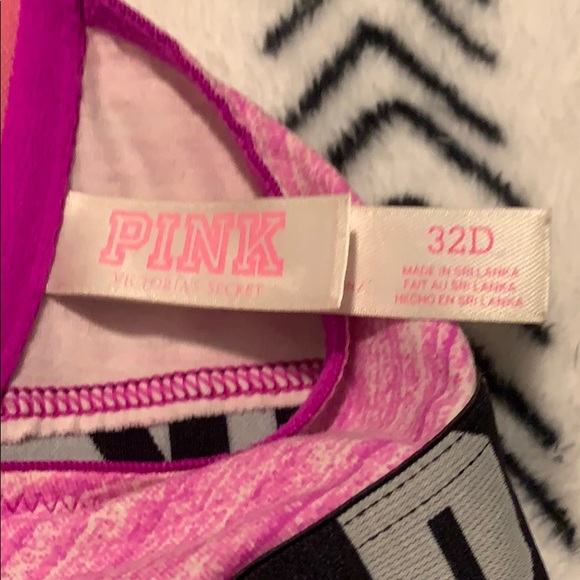 PINK
VICTORIA'S SECRET
32D
MADE IN SRI LANKA
FAIT AU SRI LANKA
HECHO EN SRI LANKA